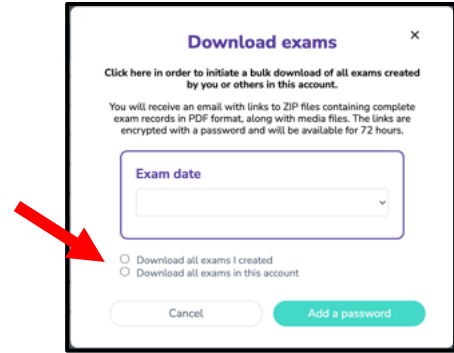 Download exams
×
Click here in order to initiate a bulk download of all exams created
by you or others in this account.
You will receive an email with links to ZIP files containing complete
exam records in PDF format, along with media files. The links are
encrypted with a password and will be available for 72 hours.
Exam date
Download all exams I created
Download all exams in this account
Cancel
Add a password